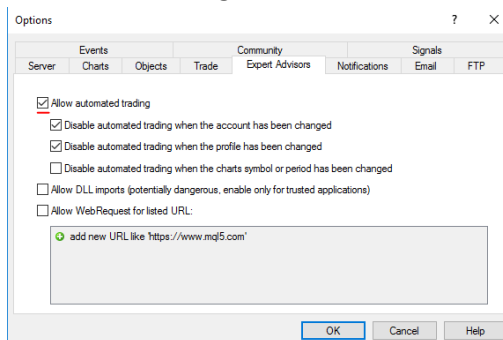 Options
?
Events Community Signals
Server Charts Objects Trade Expert Advisors Notifications Email FTP
Allow automated trading
Disable automated trading when the account has been changed
Disable automated trading when the profile has been changed
Disable automated trading when the charts symbol or period has been changed
Allow DLL imports (potentially dangerous, enable only for trusted applications)
Allow WebRequest for listed URL:
add new URL like 'https://www.mql5.com'
OK Cancel Help